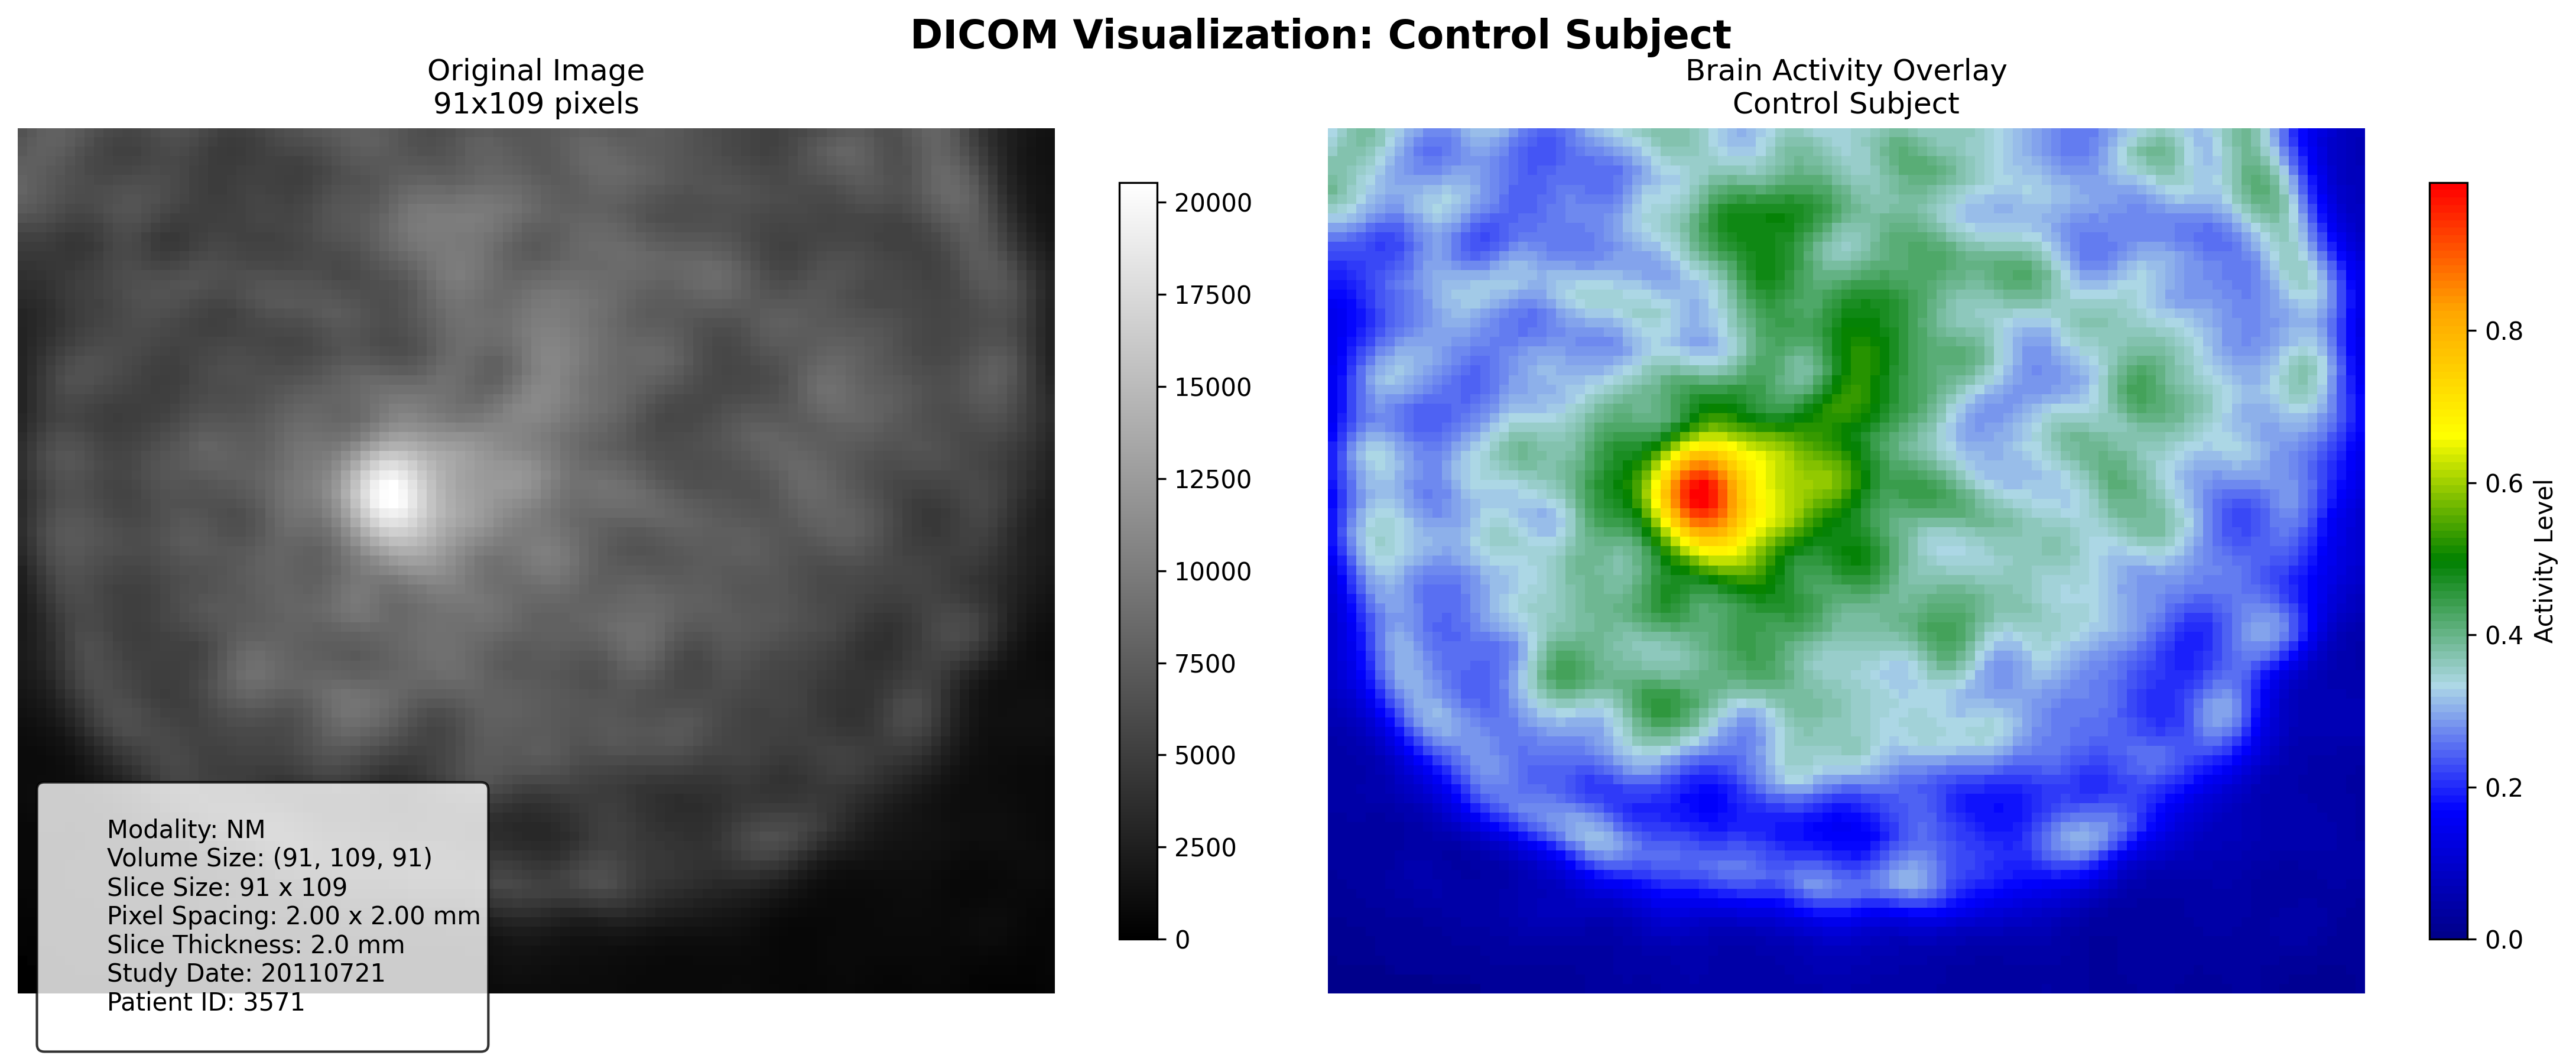 DICOM Visualization: Control Subject
Original Image
91x109 pixels
20000
17500
15000
12500
10000
7500
5000
2500
0
Modality: NM
Volume Size: (91, 109, 91)
Slice Size: 91 x 109
Pixel Spacing: 2.00 x 2.00 mm
Slice Thickness: 2.0 mm
Study Date: 20110721
Patient ID: 3571
Brain Activity Overlay
Control Subject
0.8
0.6
0.4
0.2
0.0
Activity Level